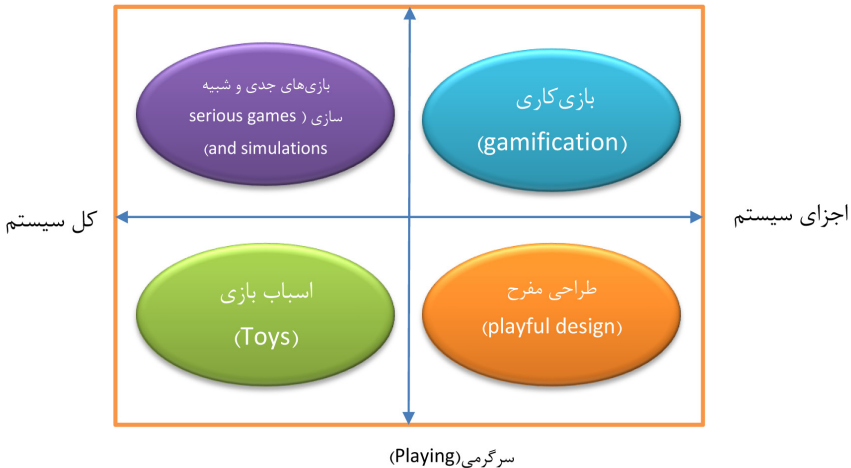 بازی‌کاری
(gamification)
بازی‌های جدی و شبیه
سازی ( serious games
and simulations)
اجزای سیستم
کل سیستم
طراحی مفرح
(playful design)
اسباب بازی
(Toys)
سرگرمی(Playing)